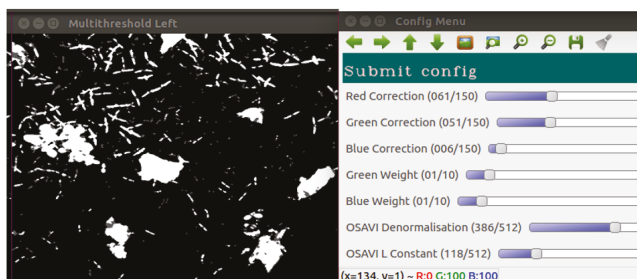 Multithreshold Left
Config Menu
Submit config
Red Correction (061/150)
Green Correction (051/150)
Blue Correction (006/150)
Green Weight (01/10)
Blue Weight (01/10)
OSAVI Denormalisation (386/512)
OSAVI L Constant (118/512)
(x=134, y=1) ~ R:0 G:100 B:100